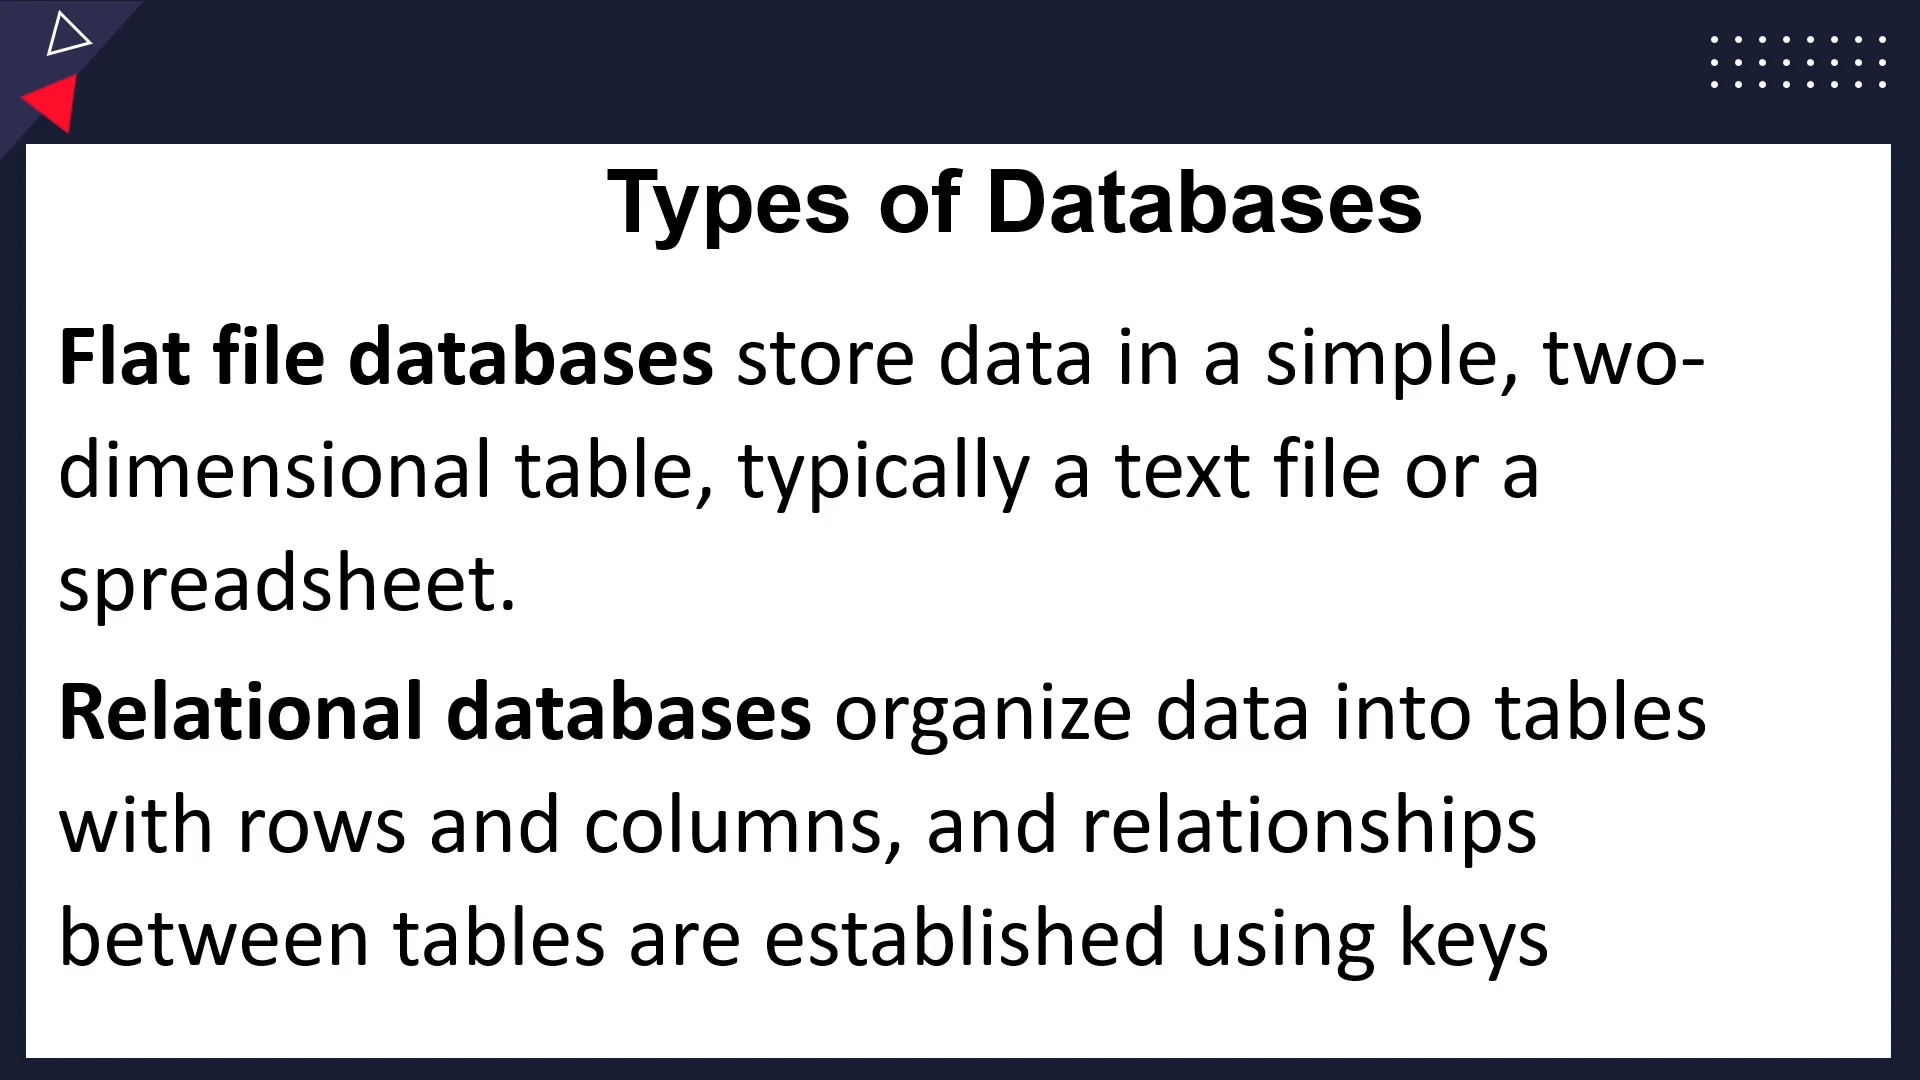 Types of Databases
Flat file databases store data in a simple, two-
dimensional table, typically a text file or a
spreadsheet.
Relational databases organize data into tables
with rows and columns, and relationships
between tables are established using keys